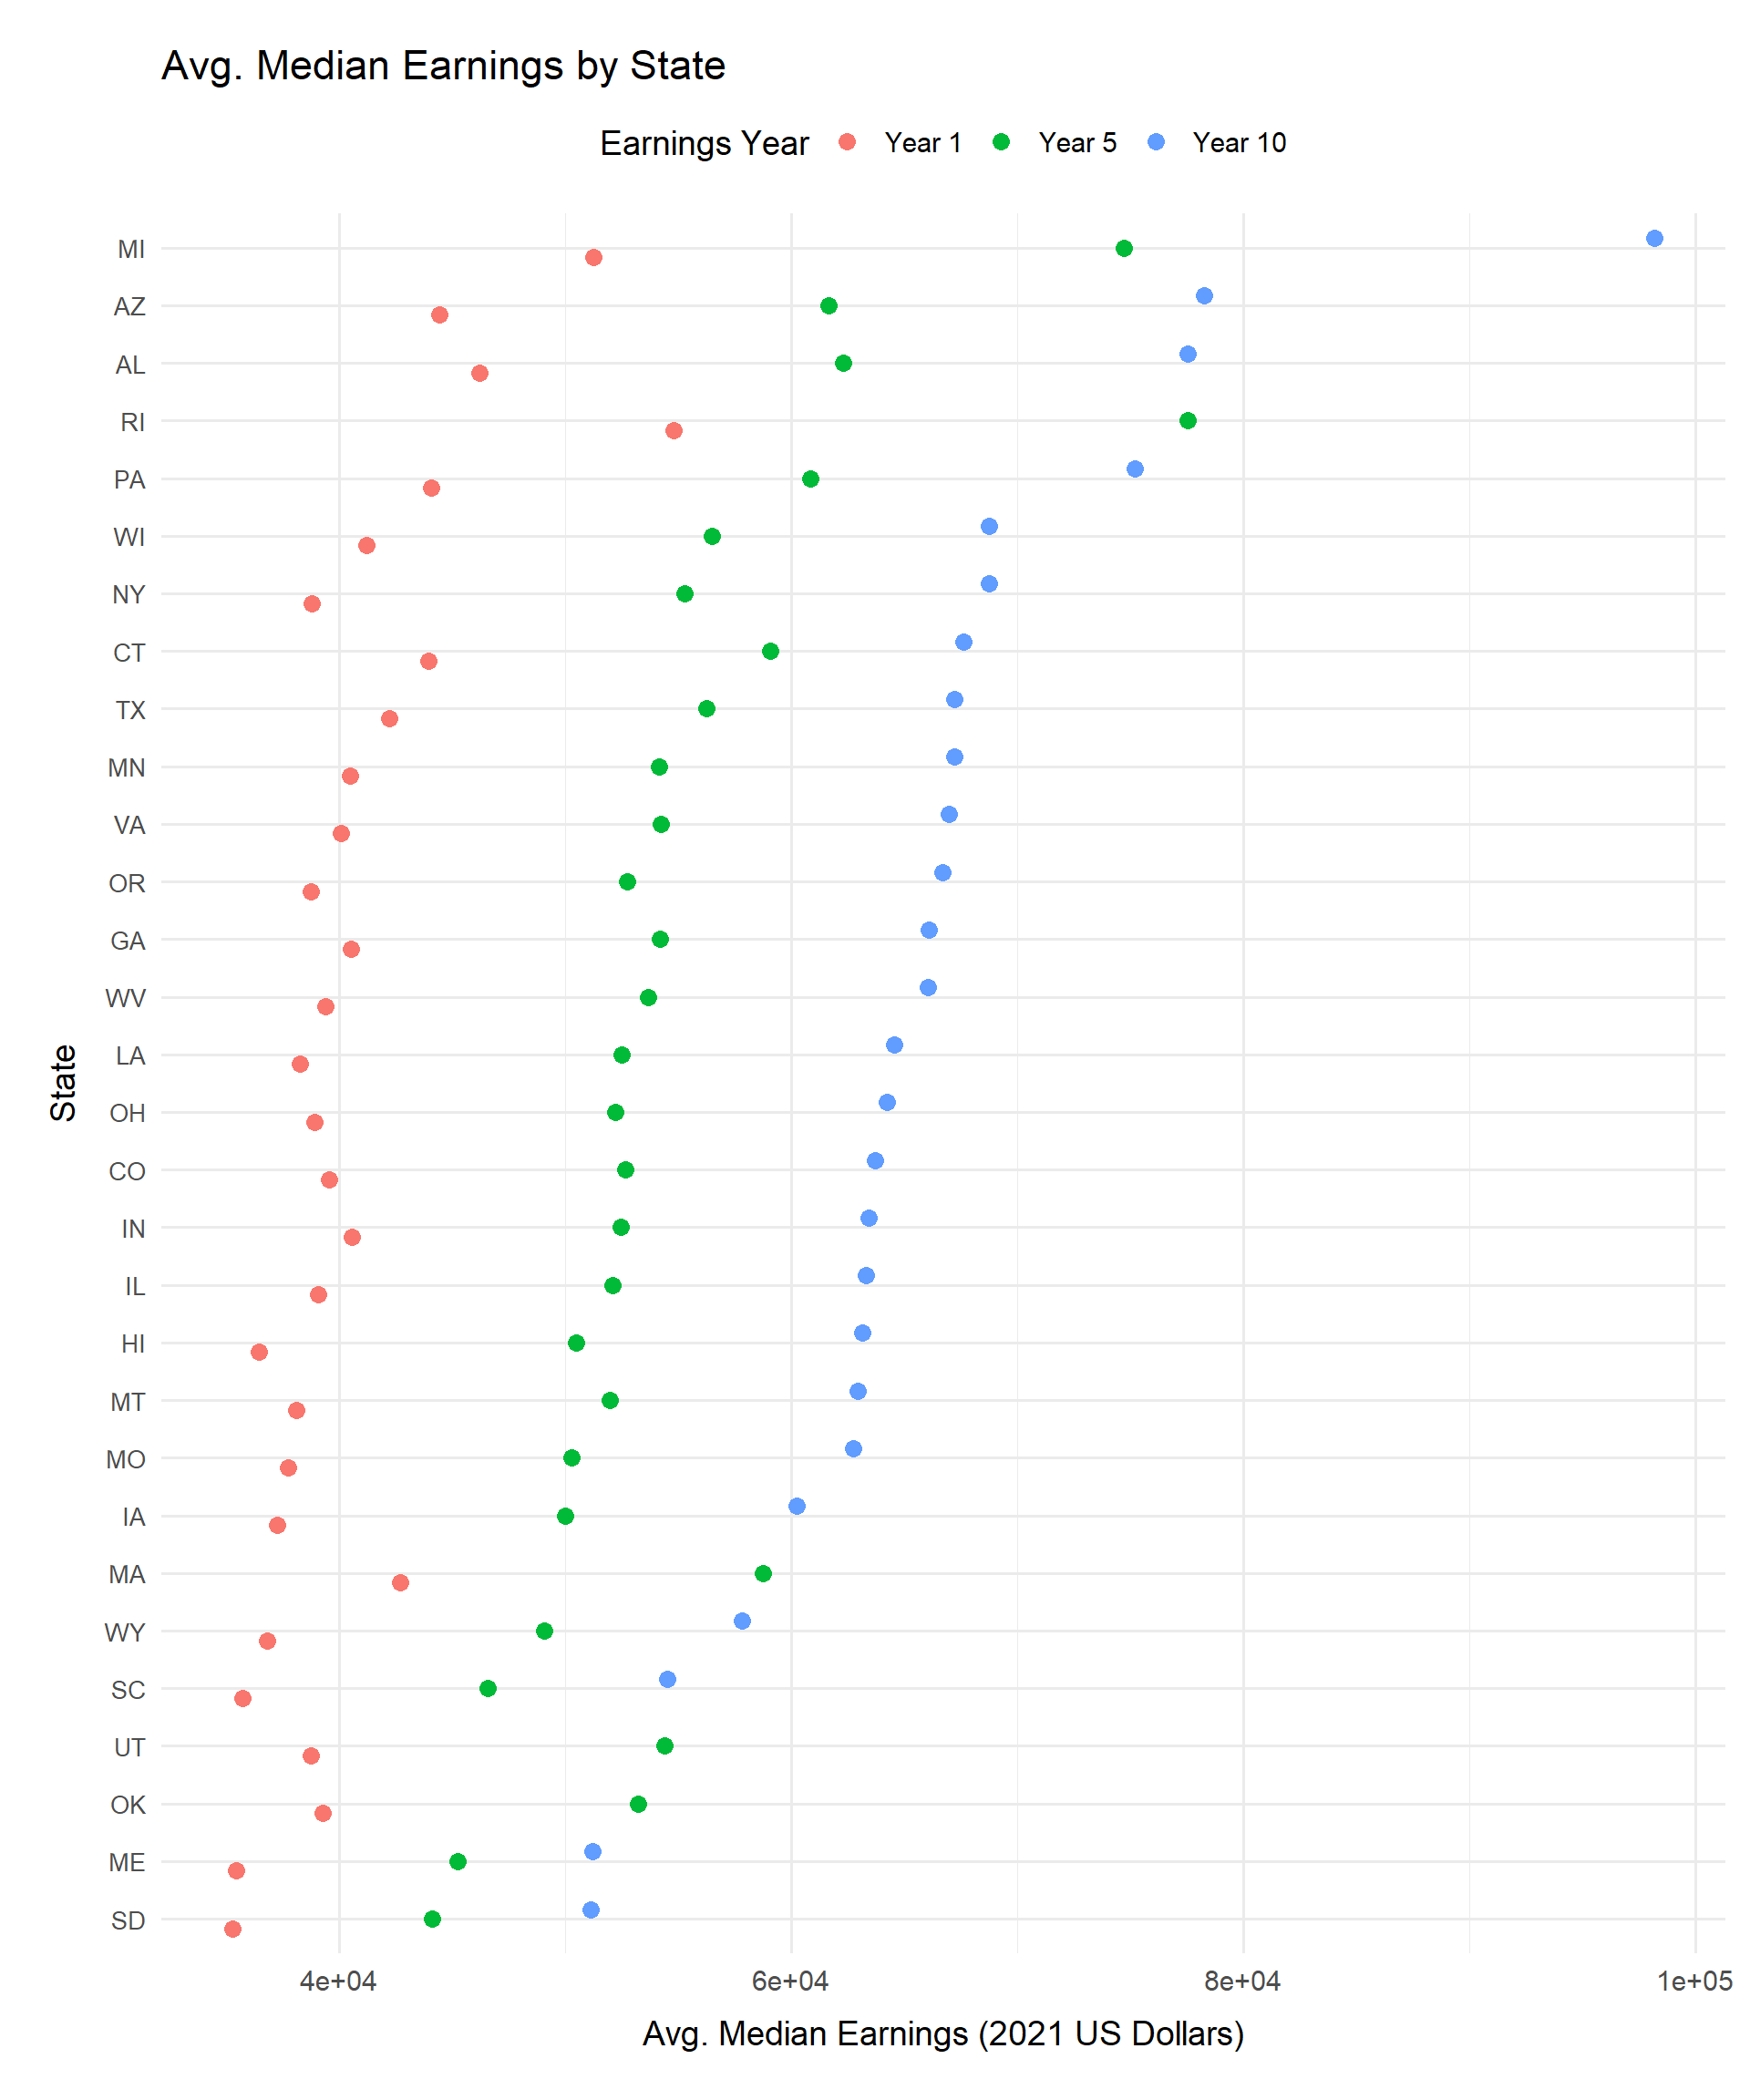 Avg. Median Earnings by State
Earnings Year Year 1 Year 5 Year 10
MI
AZ
AL
RI
PA
WI
NY
CT
TX
MN
VA
OR
GA
WV
LA
OH
CO
IN
IL
HI
MT
MO
IA
MA
WY
SC
UT
OK
ME
SD
State
4e+04 6e+04 8e+04 1e+05
Avg. Median Earnings (2021 US Dollars)